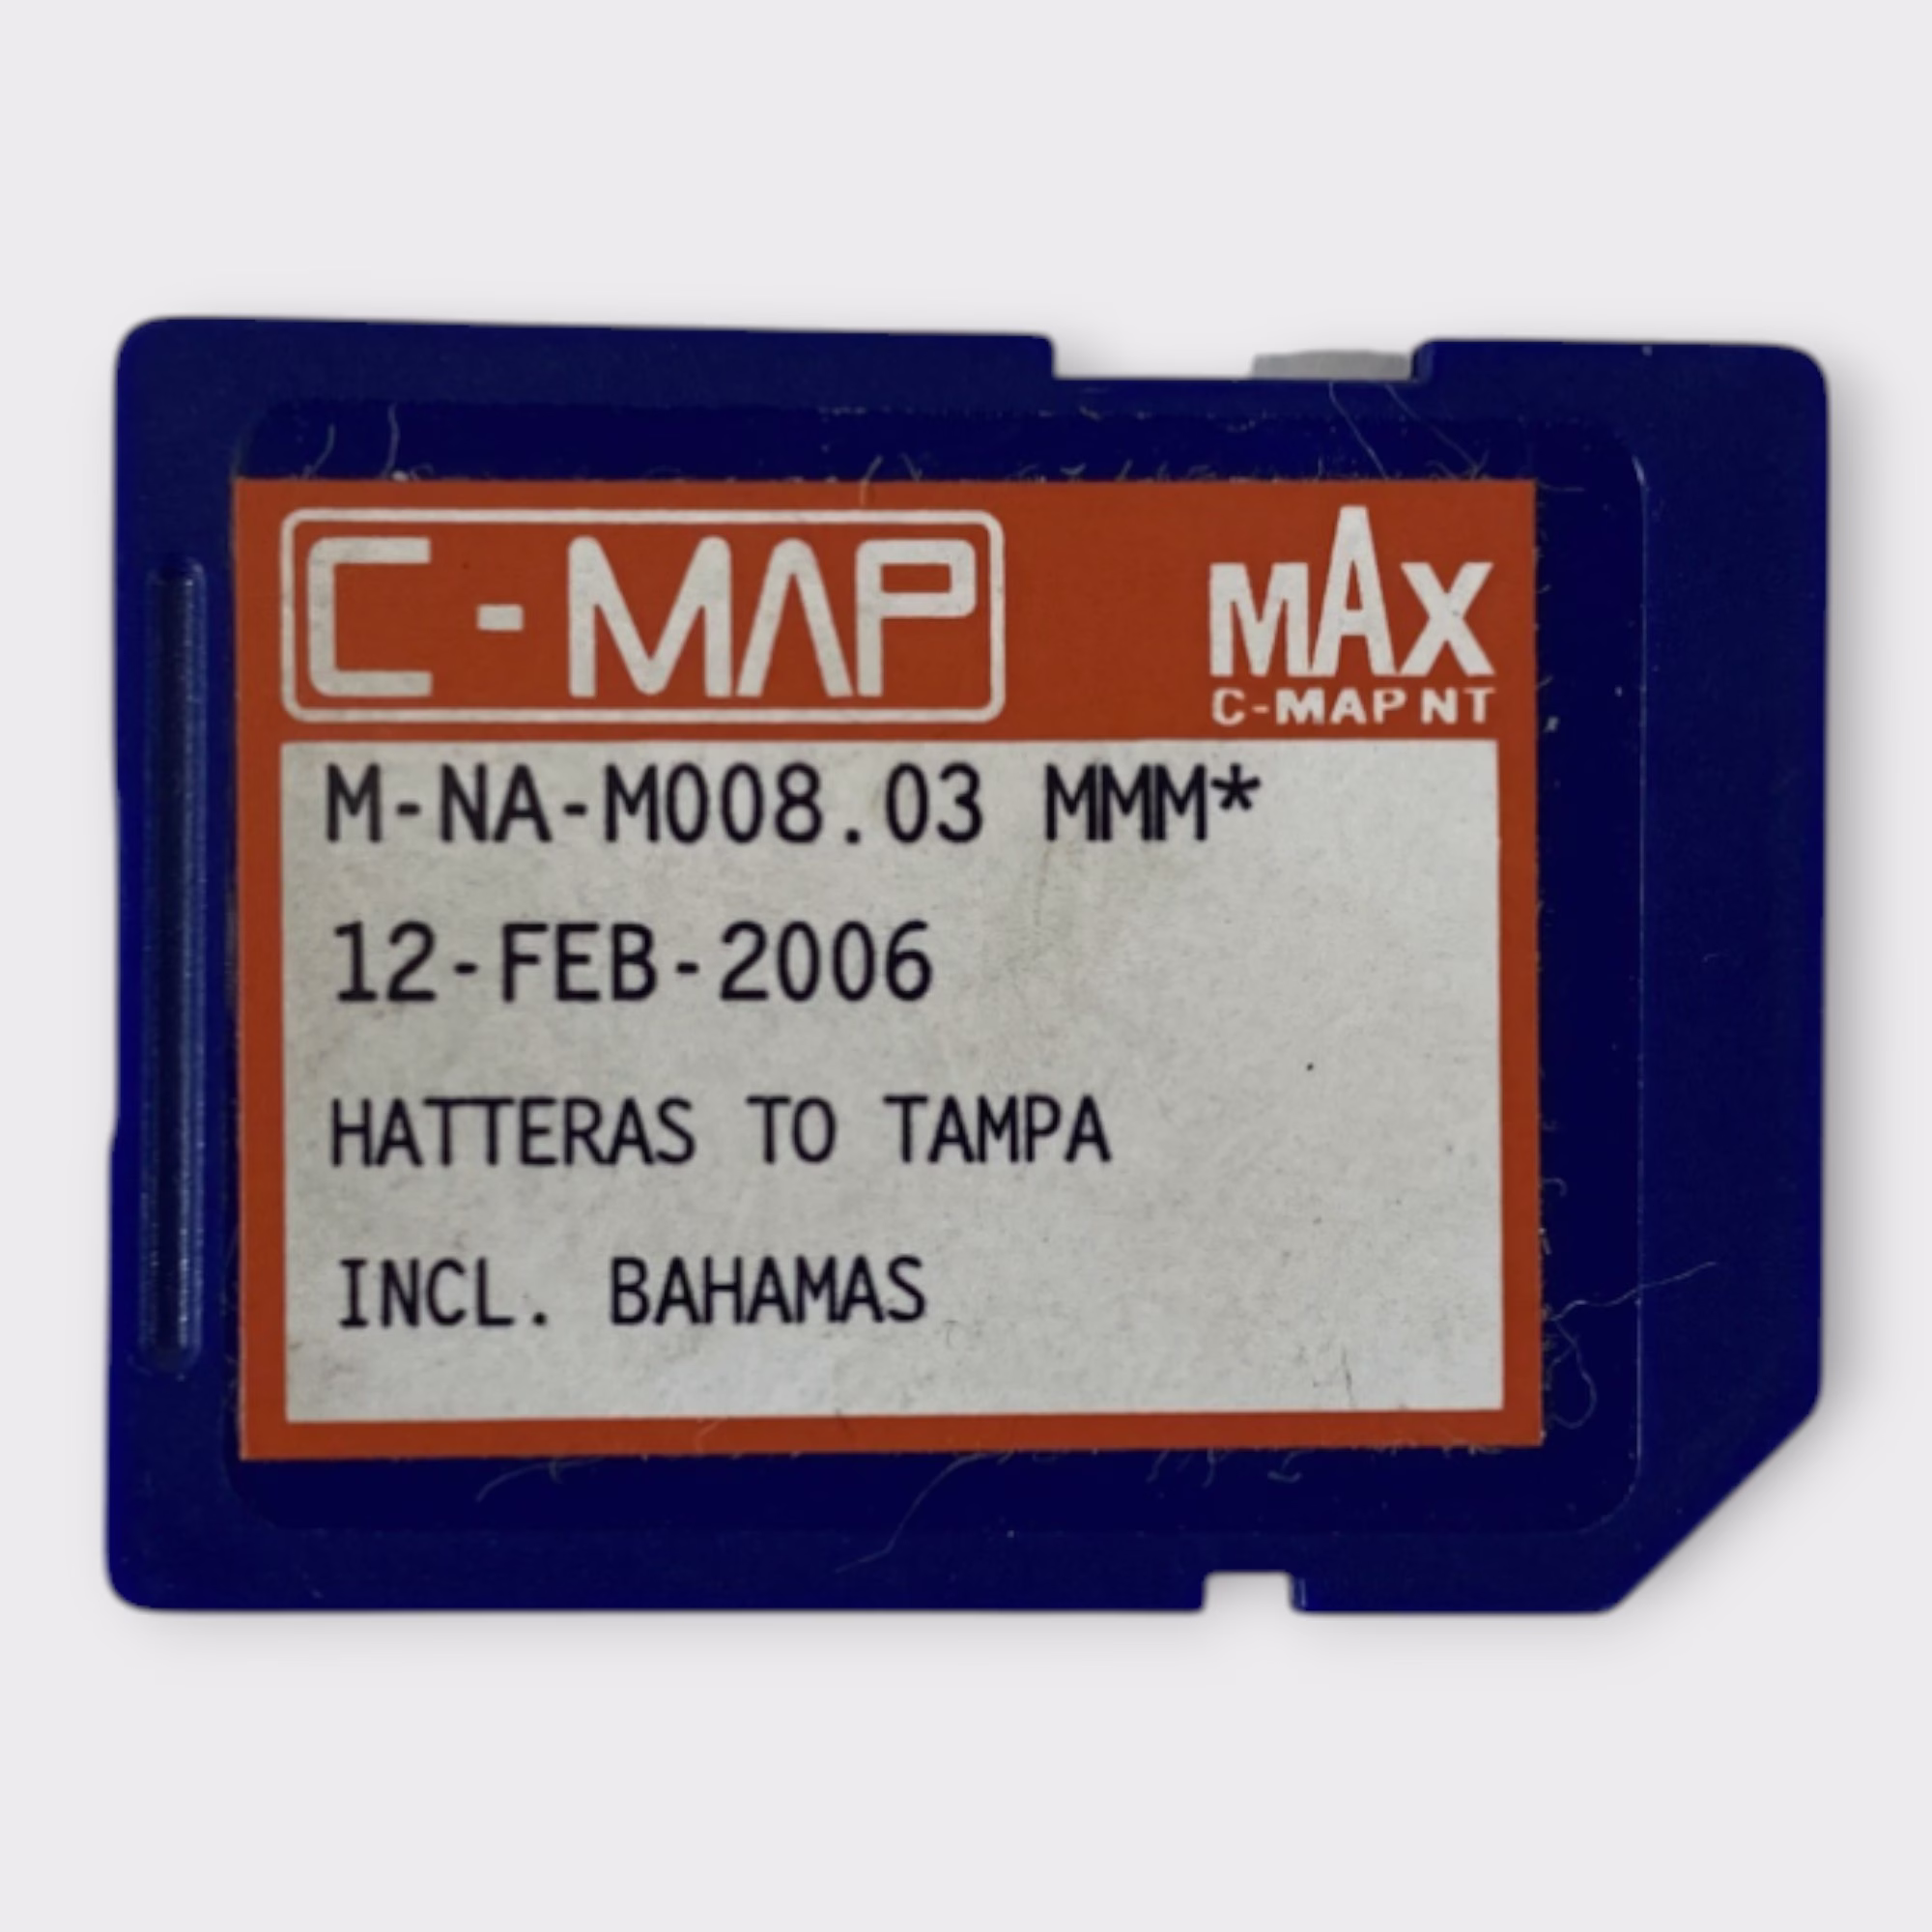 C-MAP
MAX
C-MAP NT
M-NA-M008.03 MMM*
12-FEB-2006
HATTERAS TO TAMPA
INCL. BAHAMAS